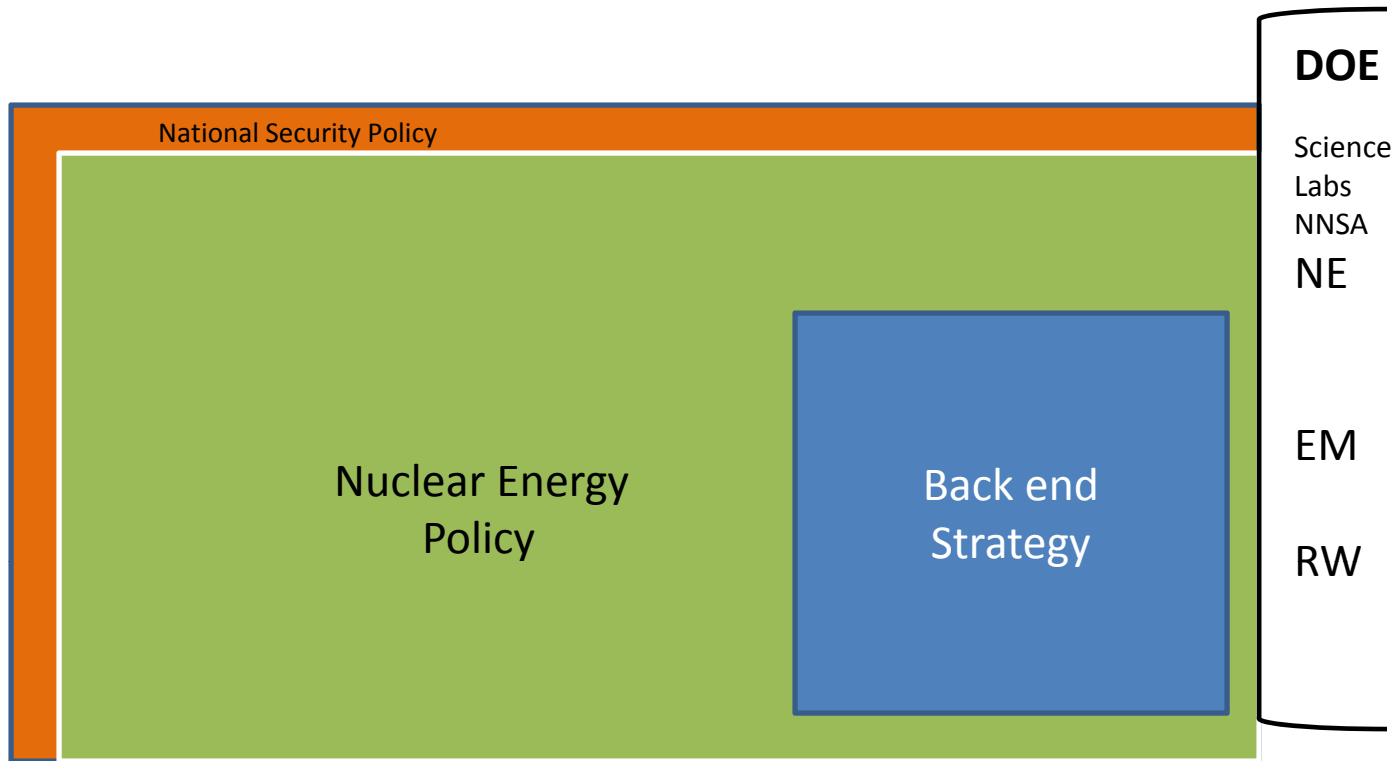 DOE
National Security Policy
Science
Labs
NNSA
NE
EM
RW
Nuclear Energy
Policy
Back end
Strategy